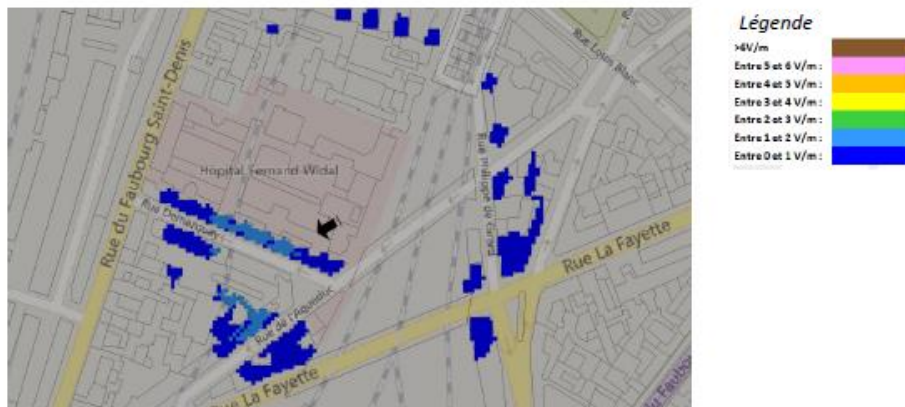 Légende
>6V/m
Entre 5 et 6 V/m :
Entre 4 et 5 V/m :
Entre 3 et 4 V/m :
Entre 2 et 3 V/m :
Entre 1 et 2 V/m :
Entre 0 et 1 V/m :
Rue du Faubourg Saint-Denis
Rue Louis Blanc
Hôpital Fernand Widal
Rue Demarquay
Rue Philippe de Girard
Rue de l'Aqueduc
Rue La Fayette
Rue La Fayette